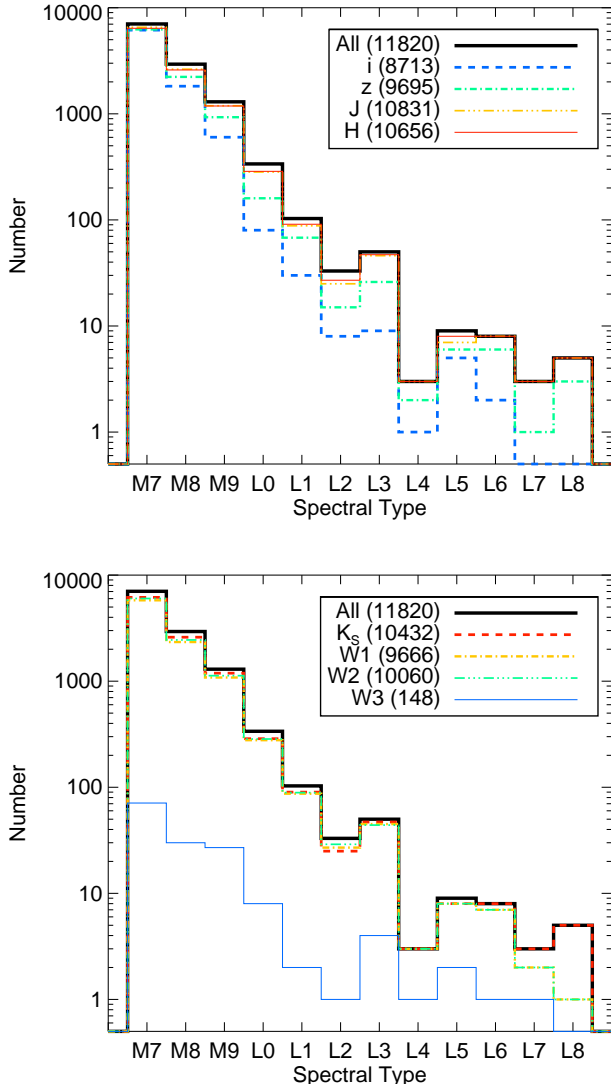 10000
1000
100
10
1
Number
All (11820)
i (8713)
z (9695)
J (10831)
H (10656)
M7 M8 M9 L0 L1 L2 L3 L4 L5 L6 L7 L8
Spectral Type
10000
1000
100
10
1
Number
All (11820)
KS (10432)
W1 (9666)
W2 (10060)
W3 (148)
M7 M8 M9 L0 L1 L2 L3 L4 L5 L6 L7 L8
Spectral Type